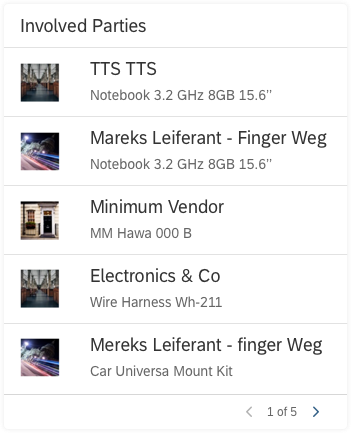 Involved Parties
TTS TTS
Notebook 3.2 GHz 8GB 15.6’’
Mareks Leiferant - Finger Weg
Notebook 3.2 GHz 8GB 15.6’’
Minimum Vendor
MM Hawa 000 B
Electronics & Co
Wire Harness Wh-211
Mereks Leiferant - finger Weg
Car Universa Mount Kit
1 of 5